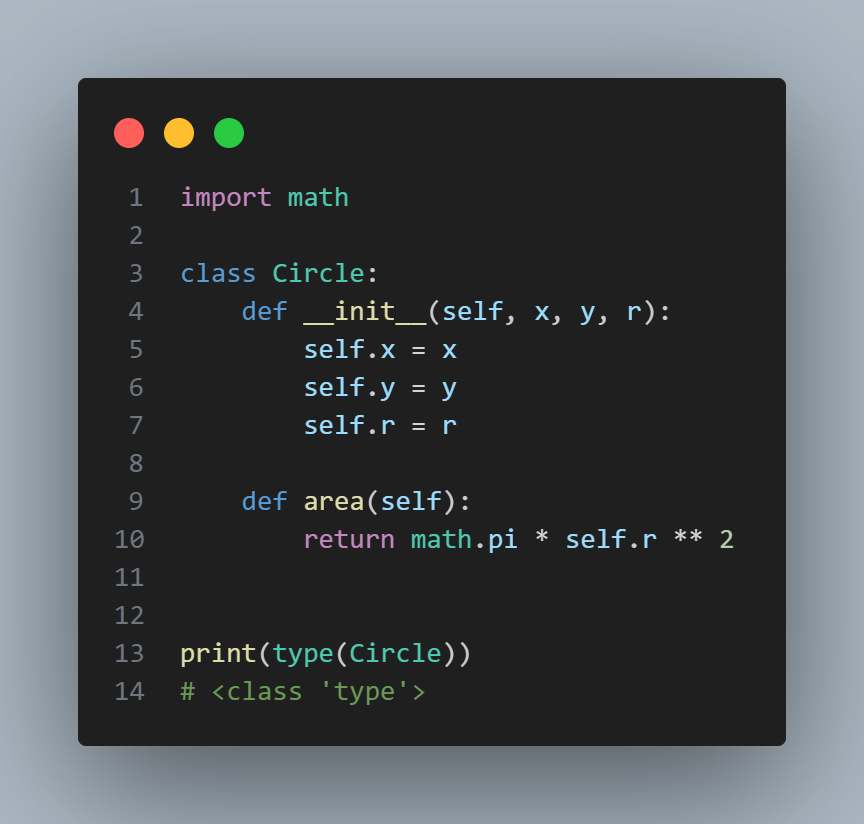 1 import math
2
3 class Circle:
4     def __init__(self, x, y, r):
5         self.x = x
6         self.y = y
7         self.r = r
8
9     def area(self):
10         return math.pi * self.r ** 2
11
12
13 print(type(Circle))
14 # <class 'type'>